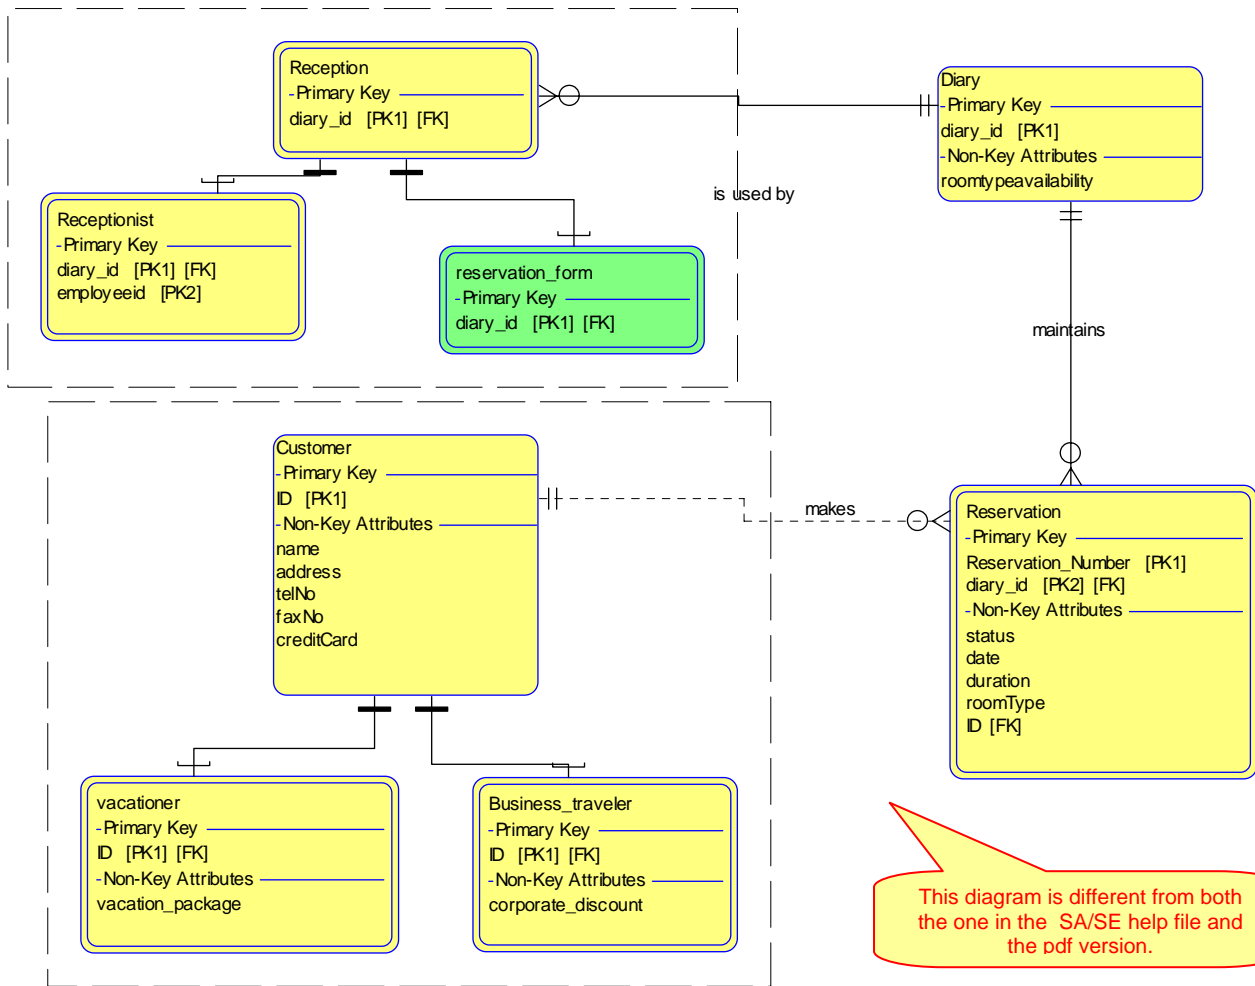 Reception
-Primary Key
diary_id [PK1] [FK]
Diary
-Primary Key
diary_id [PK1]
-Non-Key Attributes
roomtypeavailability
is used by
Receptionist
-Primary Key
diary_id [PK1] [FK]
employeeid [PK2]
reservation_form
-Primary Key
diary_id [PK1] [FK]
maintains
Customer
-Primary Key
ID [PK1]
-Non-Key Attributes
name
address
telNo
faxNo
creditCard
makes
Reservation
-Primary Key
Reservation_Number [PK1]
diary_id [PK2] [FK]
-Non-Key Attributes
status
date
duration
roomType
ID [FK]
vacationer
-Primary Key
ID [PK1] [FK]
-Non-Key Attributes
vacation_package
Business_traveler
-Primary Key
ID [PK1] [FK]
-Non-Key Attributes
corporate_discount
This diagram is different from both
the one in the SA/SE help file and
the pdf version.